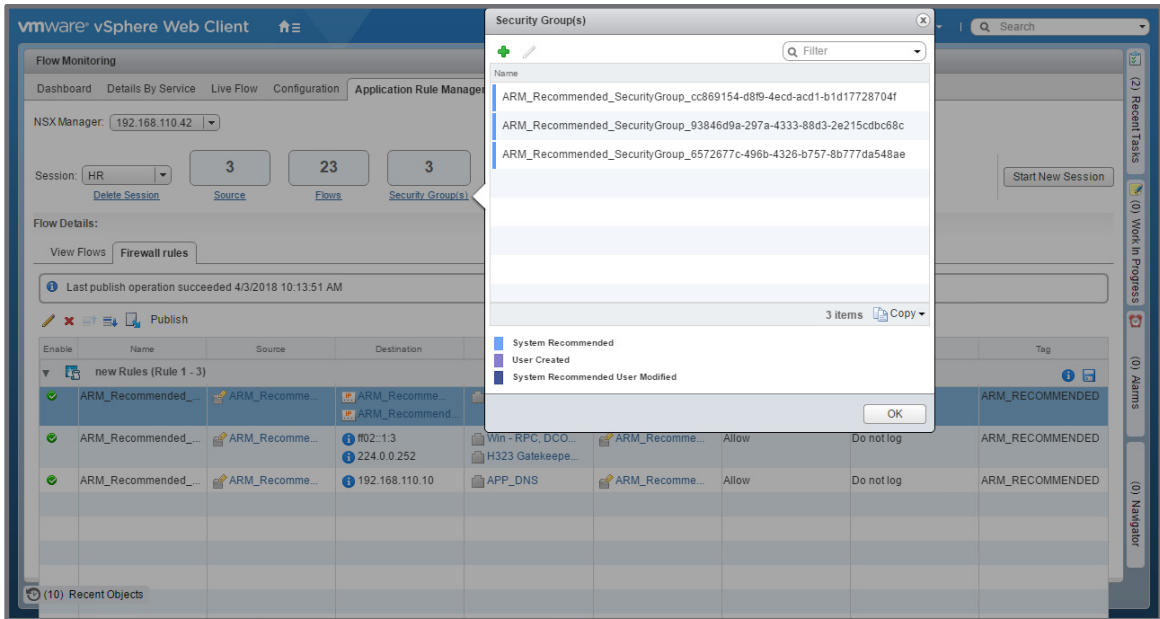 vmware® vSphere Web Client
Search
Flow Monitoring
Dashboard Details By Service Live Flow Configuration Application Rule Manager
NSX Manager: 192.168.110.42
Session: HR
Delete Session
3
Source
23
Flows
3
Security Group(s)
Start New Session
Flow Details:
View Flows Firewall rules
Last publish operation succeeded 4/3/2018 10:13:51 AM
Publish
Enable Name Source Destination Tag
new Rules (Rule 1 - 3)
ARM_Recommended_... ARM_Recomme... ARM_Recomme... ARM_RECOMMENDED
ARM_Recommend...
ARM_Recommended_... ARM_Recomme... ff02::1:3 Win - RPC, DCO... ARM_Recomme... Allow Do not log ARM_RECOMMENDED
224.0.0.252 H323 Gatekeepe...
ARM_Recommended_... ARM_Recomme... 192.168.110.10 APP_DNS ARM_Recomme... Allow Do not log ARM_RECOMMENDED
(10) Recent Objects
Security Group(s)
Filter
Name
ARM_Recommended_SecurityGroup_cc869154-d8f9-4ecd-acd1-b1d17728704f
ARM_Recommended_SecurityGroup_93846d9a-297a-4333-88d3-2e215cdbc68c
ARM_Recommended_SecurityGroup_6572677c-496b-4326-b757-8b777da548ae
3 items Copy
System Recommended
User Created
System Recommended User Modified
OK
(2) Recent Tasks
(0) Work In Progress
(0) Alarms
(0) Navigator